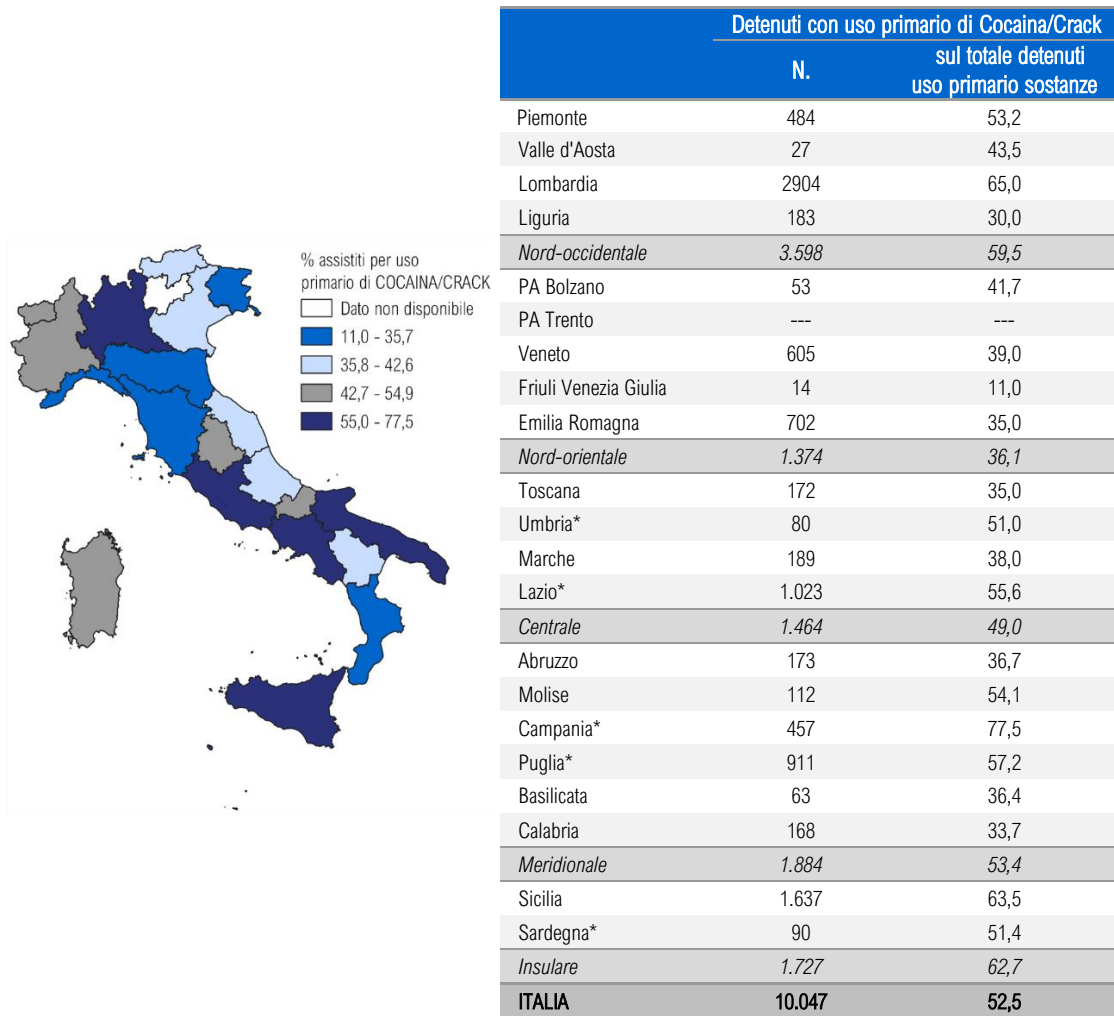 % assistiti per uso
primario di COCAINA/CRACK
Dato non disponibile
11,0 - 35,7
35,8 - 42,6
42,7 - 54,9
55,0 - 77,5
Detenuti con uso primario di Cocaina/Crack
N.
sul totale detenuti
uso primario sostanze
Piemonte 484 53,2
Valle d'Aosta 27 43,5
Lombardia 2904 65,0
Liguria 183 30,0
Nord-occidentale 3.598 59,5
PA Bolzano 53 41,7
PA Trento --- ---
Veneto 605 39,0
Friuli Venezia Giulia 14 11,0
Emilia Romagna 702 35,0
Nord-orientale 1.374 36,1
Toscana 172 35,0
Umbria* 80 51,0
Marche 189 38,0
Lazio* 1.023 55,6
Centrale 1.464 49,0
Abruzzo 173 36,7
Molise 112 54,1
Campania* 457 77,5
Puglia* 911 57,2
Basilicata 63 36,4
Calabria 168 33,7
Meridionale 1.884 53,4
Sicilia 1.637 63,5
Sardegna* 90 51,4
Insulare 1.727 62,7
ITALIA 10.047 52,5